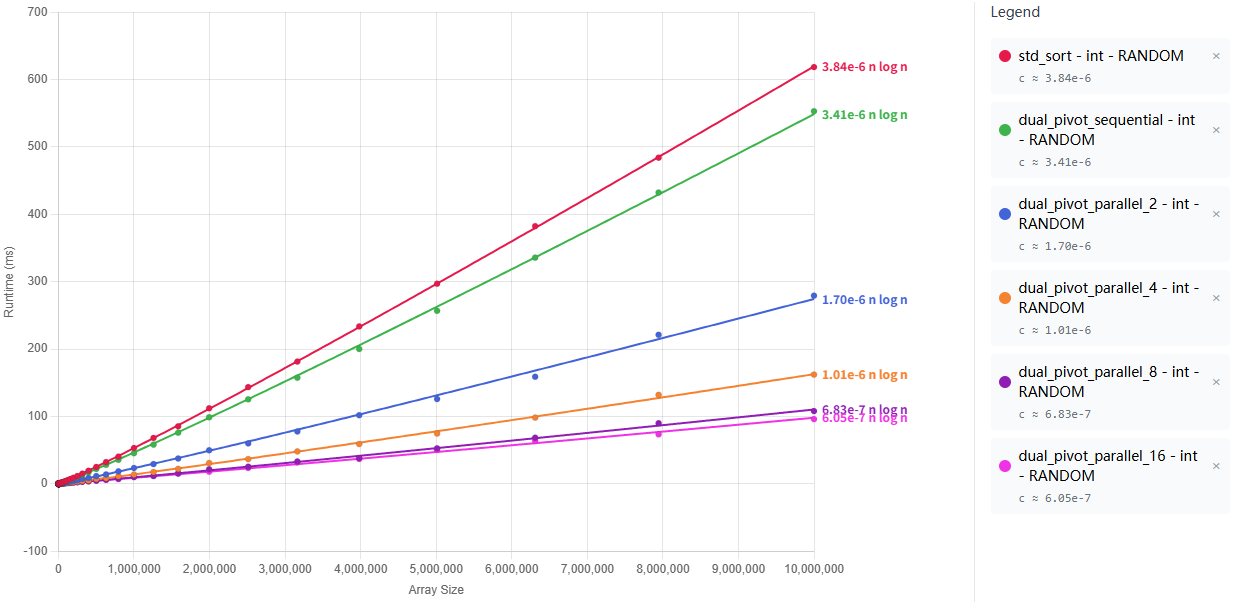 700
600
500
400
300
200
100
0
-100
Runtime (ms)
0
1,000,000
2,000,000
3,000,000
4,000,000
5,000,000
6,000,000
7,000,000
8,000,000
9,000,000
10,000,000
Array Size
3.84e-6 n log n
3.41e-6 n log n
1.70e-6 n log n
1.01e-6 n log n
6.83e-7 n log n
6.05e-7 n log n
Legend
std_sort - int - RANDOM ×
c ≈ 3.84e-6
dual_pivot_sequential - int
- RANDOM ×
c ≈ 3.41e-6
dual_pivot_parallel_2 - int -
RANDOM ×
c ≈ 1.70e-6
dual_pivot_parallel_4 - int -
RANDOM ×
c ≈ 1.01e-6
dual_pivot_parallel_8 - int -
RANDOM ×
c ≈ 6.83e-7
dual_pivot_parallel_16 - int
- RANDOM ×
c ≈ 6.05e-7